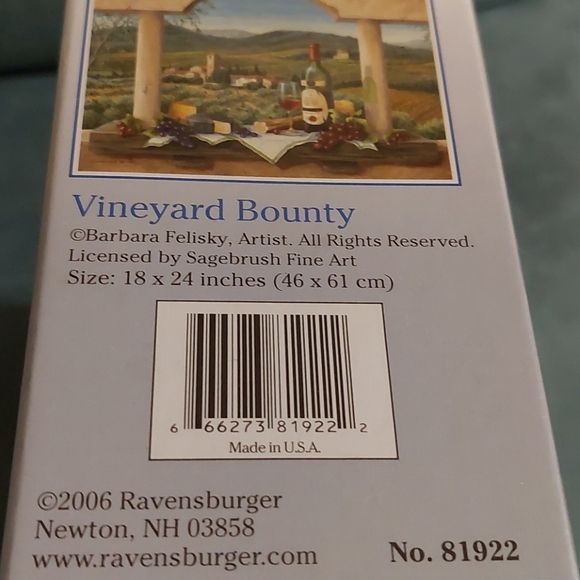 Vineyard Bounty
©Barbara Felisky, Artist. All Rights Reserved.
Licensed by Sagebrush Fine Art
Size: 18 x 24 inches (46 x 61 cm)
6 66273 81922 2
Made in U.S.A.
©2006 Ravensburger
Newton, NH 03858
www.ravensburger.com
No. 81922